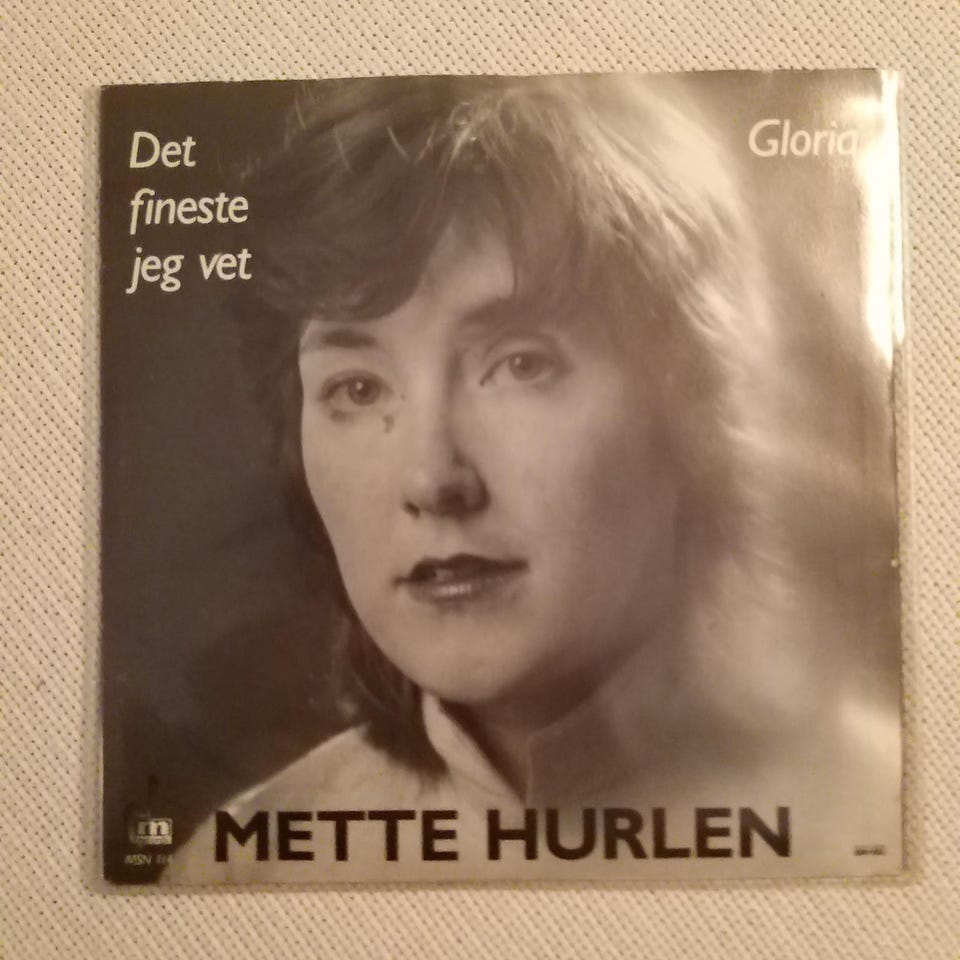 Det
fineste
jeg vet
Gloria
m
METTE HURLEN